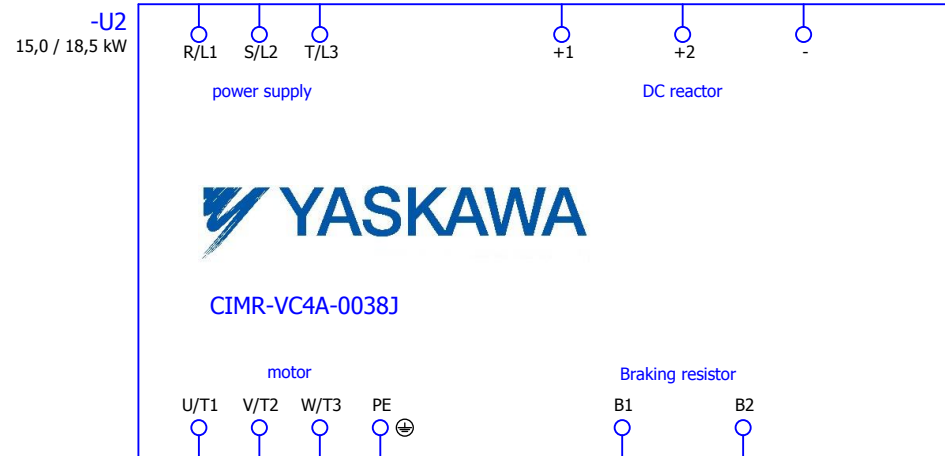 -U2
15,0 / 18,5 kW
R/L1 S/L2 T/L3 +1 +2 -
power supply DC reactor
YASKAWA
CIMR-VC4A-0038J
motor Braking resistor
U/T1 V/T2 W/T3 PE B1 B2